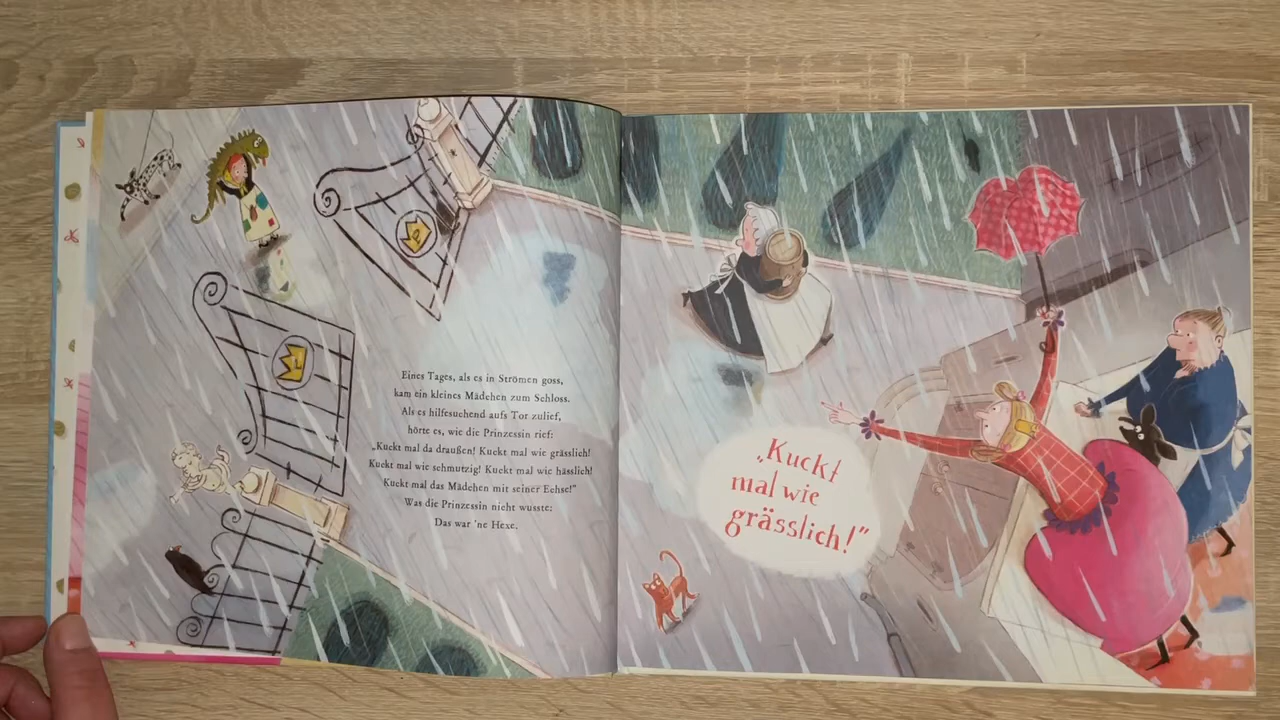 Eines Tages, als es in Strömen goss,
kam ein kleines Mädchen zum Schloss.
Als es hilfesuchend aufs Tor zulief,
hörte es, wie die Prinzessin rief:
„Kuckt mal da draußen! Kuckt mal wie grässlich!
Kuckt mal wie schmutzig! Kuckt mal wie hässlich!
Kuckt mal das Mädchen mit seiner Echse!“
Was die Prinzessin nicht wusste:
Das war 'ne Hexe.
„Kuckt
mal wie
grässlich!“